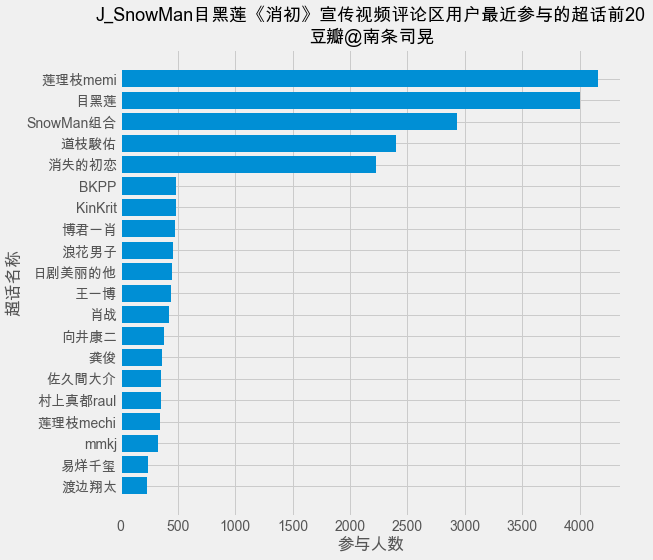 J_SnowMan目黑莲《消初》宣传视频评论区用户最近参与的超话前20
豆瓣@南条司晃
超话名称
莲理枝memi
目黑莲
SnowMan组合
道枝駿佑
消失的初恋
BKPP
KinKrit
博君一肖
浪花男子
日剧美丽的他
王一博
肖战
向井康二
龚俊
佐久間大介
村上真都raul
莲理枝mechi
mmkj
易烊千玺
渡边翔太
0 500 1000 1500 2000 2500 3000 3500 4000
参与人数